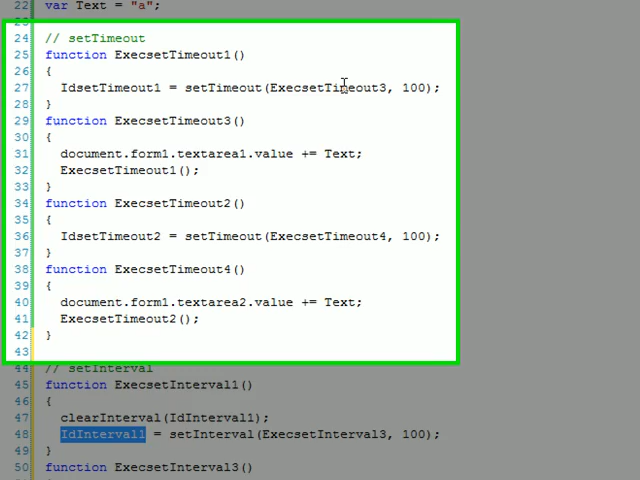 22 var Text = "a";
23
24 // setTimeout
25 function ExecsetTimeout1()
26 {
27 IdsetTimeout1 = setTimeout(ExecsetTimeout3, 100);
28 }
29 function ExecsetTimeout3()
30 {
31 document.form1.textarea1.value += Text;
32 ExecsetTimeout1();
33 }
34 function ExecsetTimeout2()
35 {
36 IdsetTimeout2 = setTimeout(ExecsetTimeout4, 100);
37 }
38 function ExecsetTimeout4()
39 {
40 document.form1.textarea2.value += Text;
41 ExecsetTimeout2();
42 }
43
44 // setInterval
45 function ExecsetInterval1()
46 {
47 clearInterval(IdInterval1);
48 IdInterval1 = setInterval(ExecsetInterval3, 100);
49 }
50 function ExecsetInterval3()